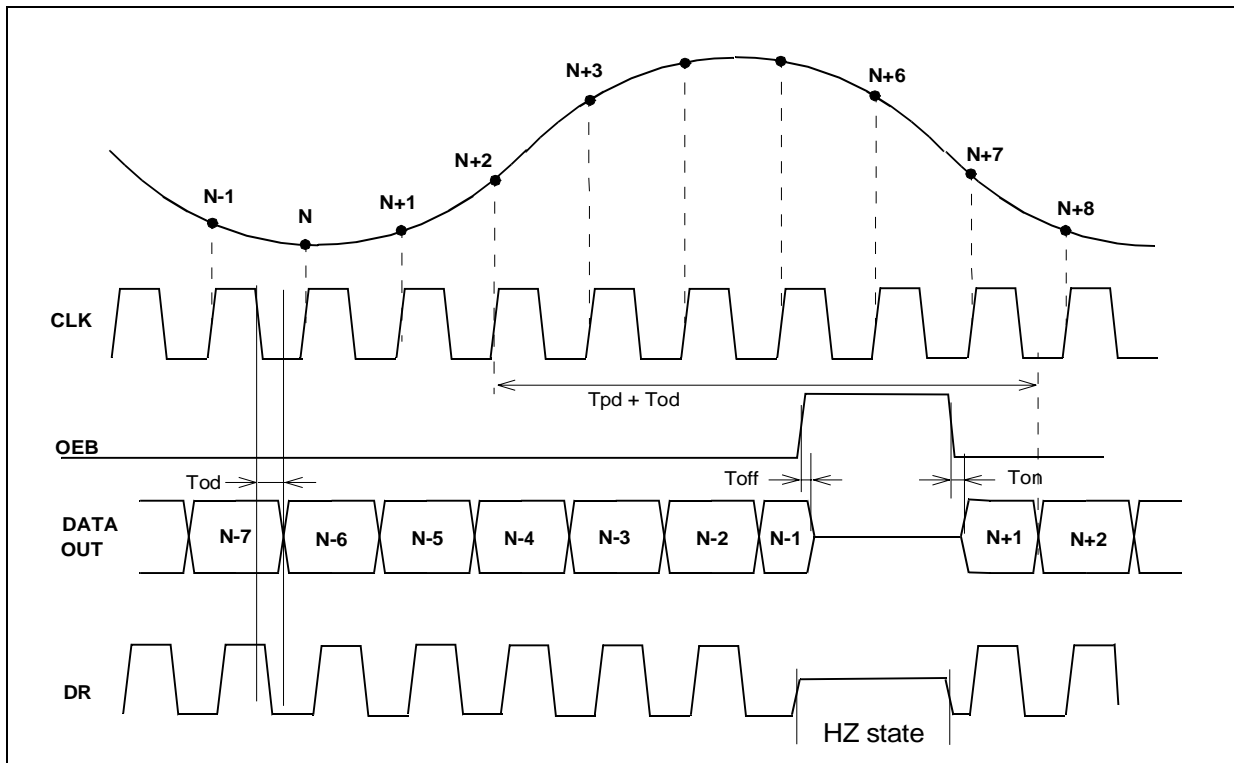 N+3
N+6
N+2
N+7
N-1
N
N+1
N+8
CLK
Tpd + Tod
OEB
Tod
Toff
Ton
DATA
OUT
N-7
N-6
N-5
N-4
N-3
N-2
N-1
N+1
N+2
DR
HZ state